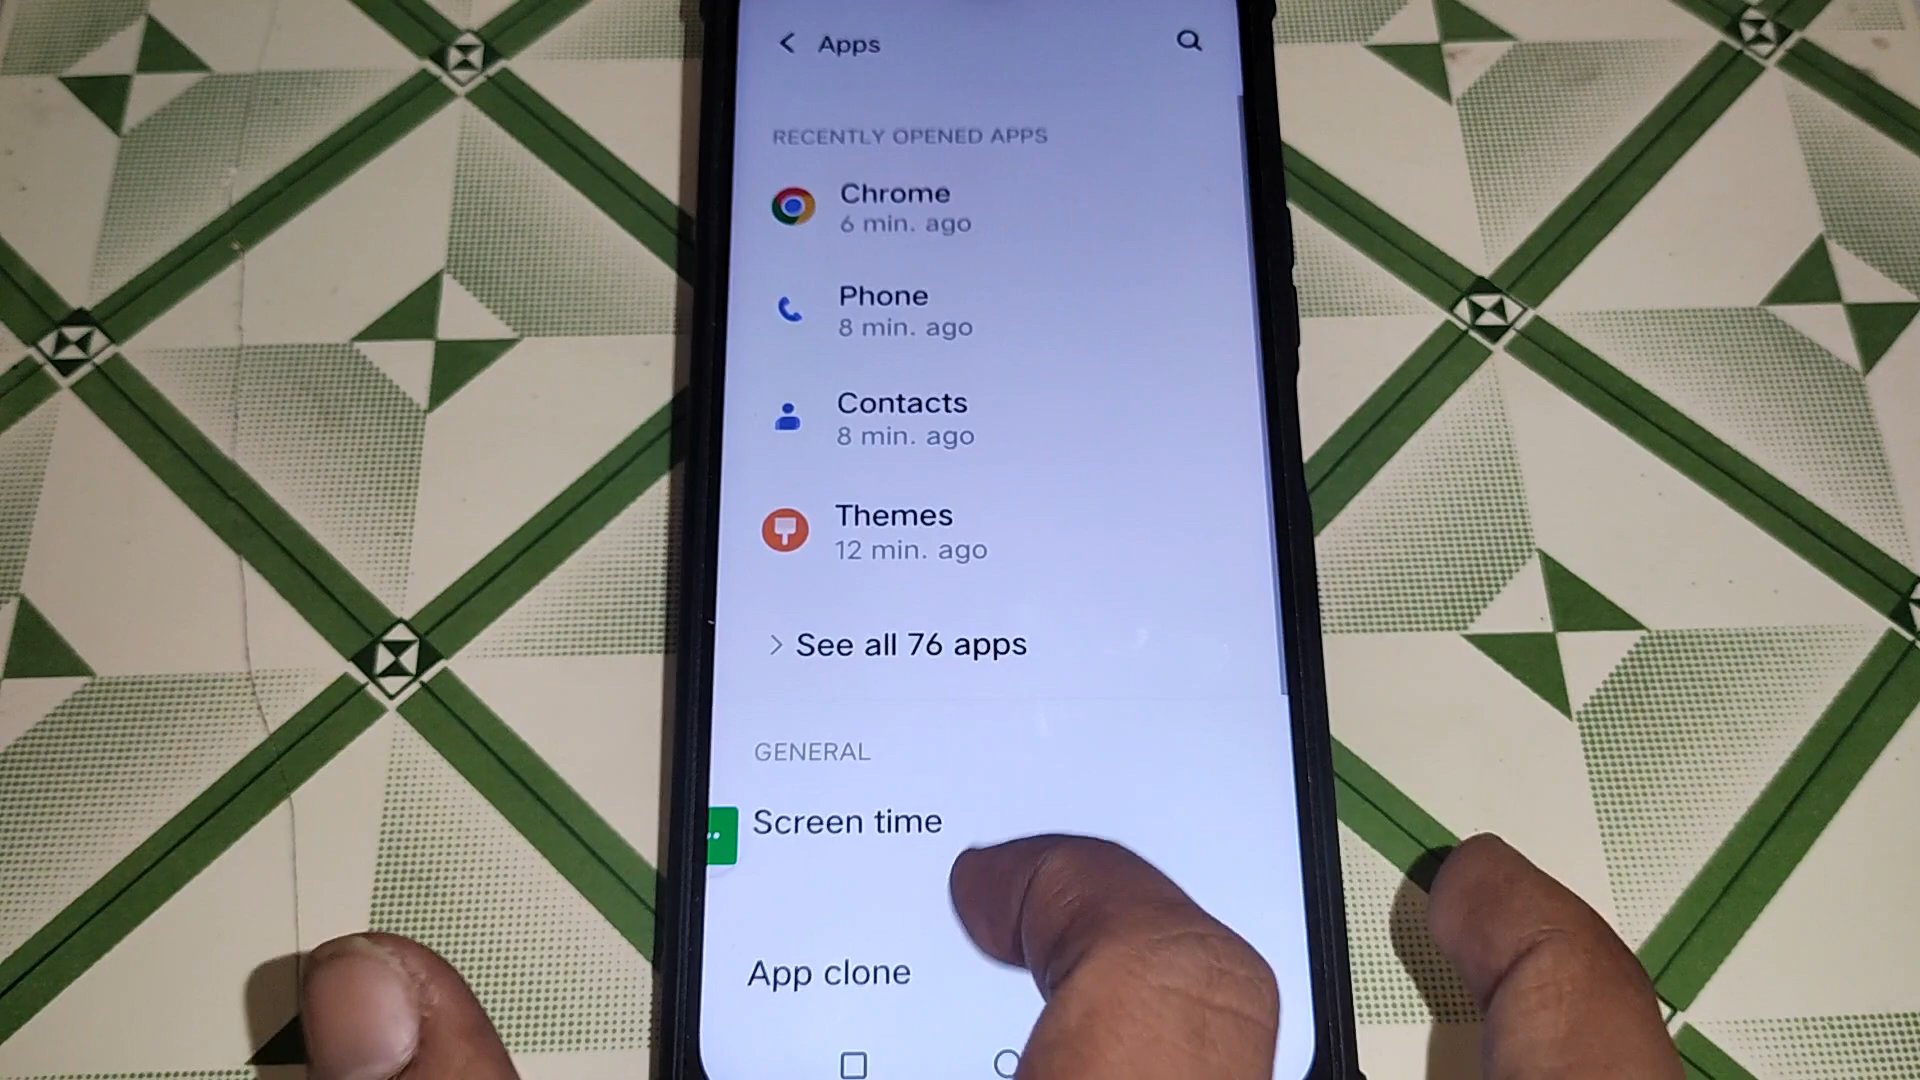 Apps
RECENTLY OPENED APPS
Chrome
6 min. ago
Phone
8 min. ago
Contacts
8 min. ago
Themes
12 min. ago
See all 76 apps
GENERAL
Screen time
App clone